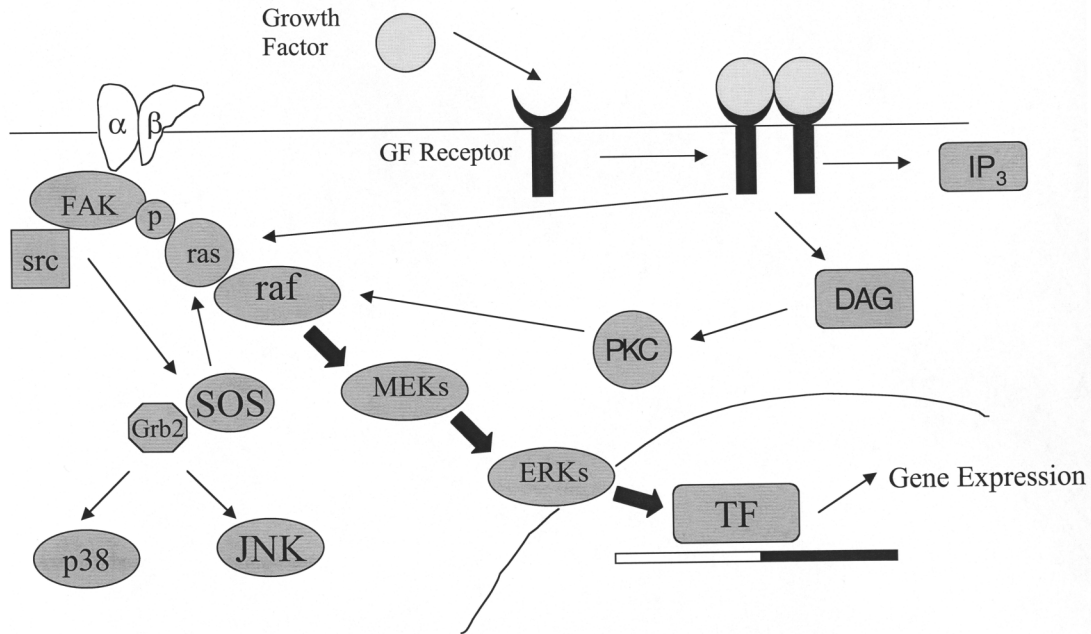 Growth
Factor
α β
GF Receptor
IP₃
FAK
p
src
ras
raf
DAG
PKC
MEKs
SOS
Grb2
ERKs
Gene Expression
TF
p38
JNK